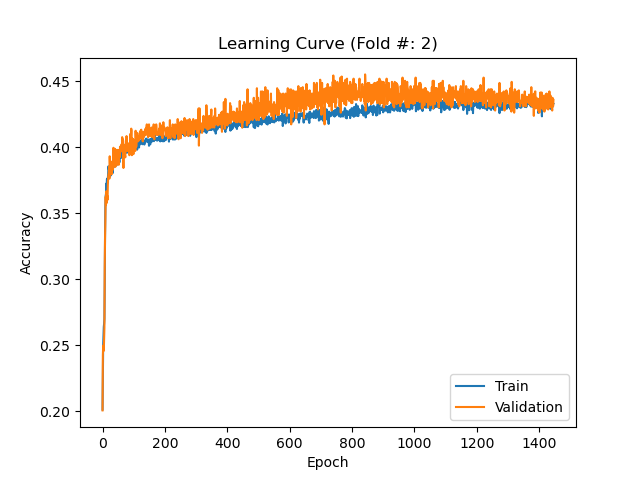 Learning Curve (Fold #: 2)
0.45
0.40
0.35
0.30
0.25
0.20
Accuracy
0 200 400 600 800 1000 1200 1400
Epoch
Train
Validation